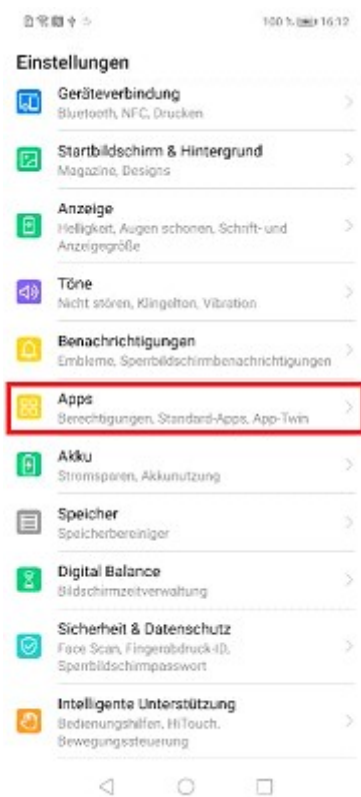 100 % 16:12
Einstellungen
Geräteverbindung
Bluetooth, NFC, Drucken
Startbildschirm & Hintergrund
Magazine, Designs
Anzeige
Helligkeit, Augen schonen, Schrift- und
Anzeigegröße
Töne
Nicht stören, Klingelton, Vibration
Benachrichtigungen
Embleme, Sperrbildschirmbenachrichtigungen
Apps
Berechtigungen, Standard-Apps, App-Twin
Akku
Stromsparen, Akkunutzung
Speicher
Speicherbereiniger
Digital Balance
Bildschirmzeitverwaltung
Sicherheit & Datenschutz
Face Scan, Fingerabdruck-ID,
Sperrbildschirmpasswort
Intelligente Unterstützung
Bedienungshilfen, HiTouch,
Bewegungssteuerung